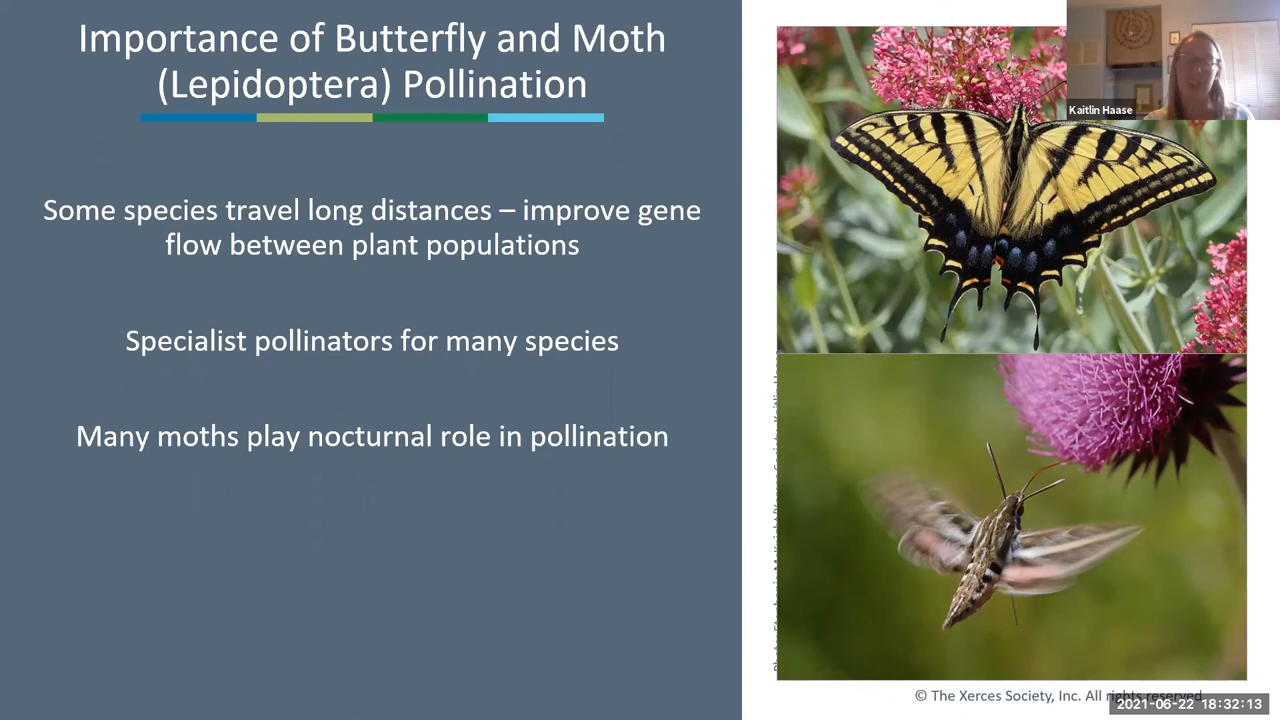 Importance of Butterfly and Moth
(Lepidoptera) Pollination
Some species travel long distances – improve gene
flow between plant populations
Specialist pollinators for many species
Many moths play nocturnal role in pollination
Kaitlin Haase
© The Xerces Society, Inc. All rights reserved
2021-06-22 18:32:13